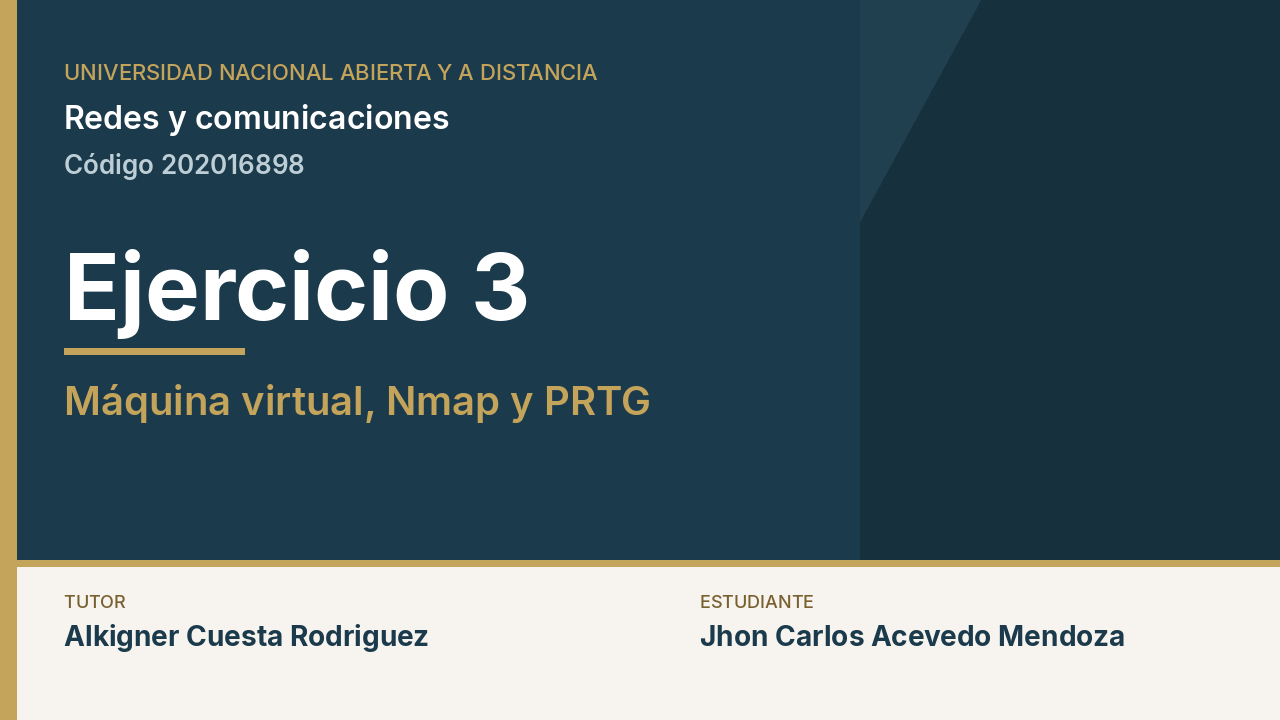 UNIVERSIDAD NACIONAL ABIERTA Y A DISTANCIA
Redes y comunicaciones
Código 202016898
Ejercicio 3
Máquina virtual, Nmap y PRTG
TUTOR
Alkigner Cuesta Rodriguez
ESTUDIANTE
Jhon Carlos Acevedo Mendoza